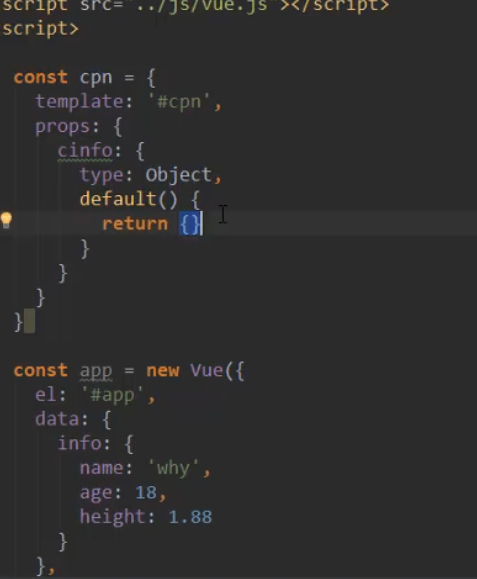 script src="../js/vue.js"></script>
script>
const cpn = {
template: '#cpn',
props: {
cinfo: {
type: Object,
default() {
return {}
}
}
}
}
const app = new Vue({
el: '#app',
data: {
info: {
name: 'why',
age: 18,
height: 1.88
}
},